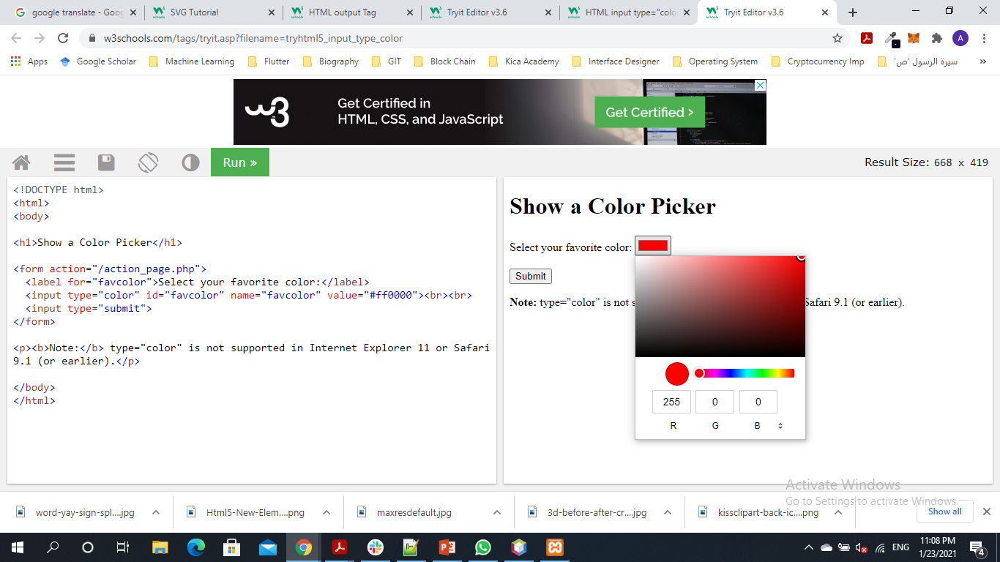 google translate - Goog
SVG Tutorial
HTML output Tag
Tryit Editor v3.6
HTML input type="colo
Tryit Editor v3.6
w3schools.com/tags/tryit.asp?filename=tryhtml5_input_type_color
A
Apps
Google Scholar
Machine Learning
Flutter
Biography
GIT
Block Chain
Kica Academy
Interface Designer
Operating System
Cryptocurrency Imp
سيرة الرسول ’ص‘
»
Get Certified in
HTML, CSS, and JavaScript
Get Certified >
Run »
Result Size: 668 x 419
<!DOCTYPE html>
<html>
<body>
<h1>Show a Color Picker</h1>
<form action="/action_page.php">
<label for="favcolor">Select your favorite color:</label>
<input type="color" id="favcolor" name="favcolor" value="#ff0000"><br><br>
<input type="submit">
</form>
<p><b>Note:</b> type="color" is not supported in Internet Explorer 11 or Safari
9.1 (or earlier).</p>
</body>
</html>
Show a Color Picker
Select your favorite color:
Submit
Note: type="color" is not s
Safari 9.1 (or earlier).
255
0
0
R
G
B
Activate Windows
Go to Settings to activate Windows.
word-yay-sign-spl....jpg
Html5-New-Elem....png
maxresdefault.jpg
3d-before-after-cr....jpg
kissclipart-back-ic....png
Show all
ENG
11:08 PM
1/23/2021
4